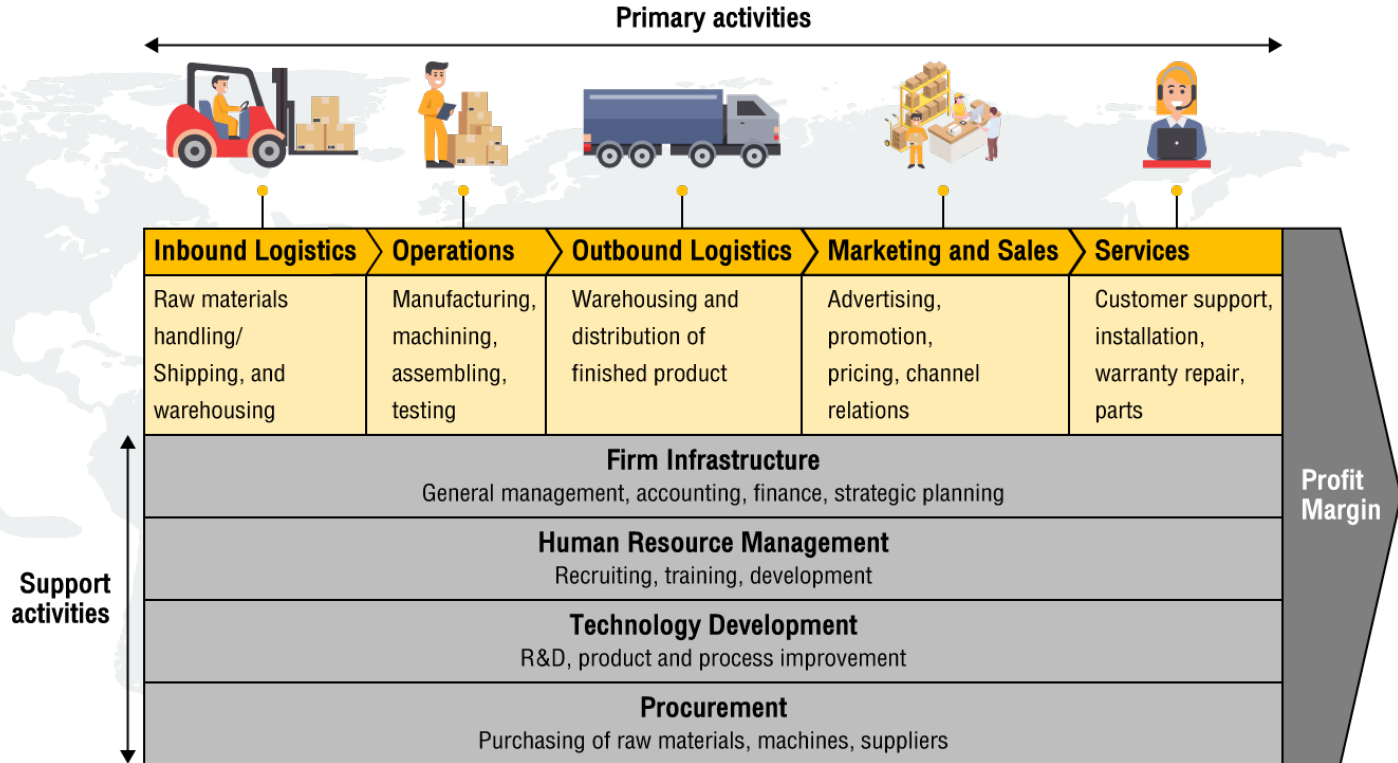 Primary activities
Inbound Logistics
Operations
Outbound Logistics
Marketing and Sales
Services
Raw materials
handling/
Shipping, and
warehousing
Manufacturing,
machining,
assembling,
testing
Warehousing and
distribution of
finished product
Advertising,
promotion,
pricing, channel
relations
Customer support,
installation,
warranty repair,
parts
Support
activities
Firm Infrastructure
General management, accounting, finance, strategic planning
Human Resource Management
Recruiting, training, development
Technology Development
R&D, product and process improvement
Procurement
Purchasing of raw materials, machines, suppliers
Profit
Margin